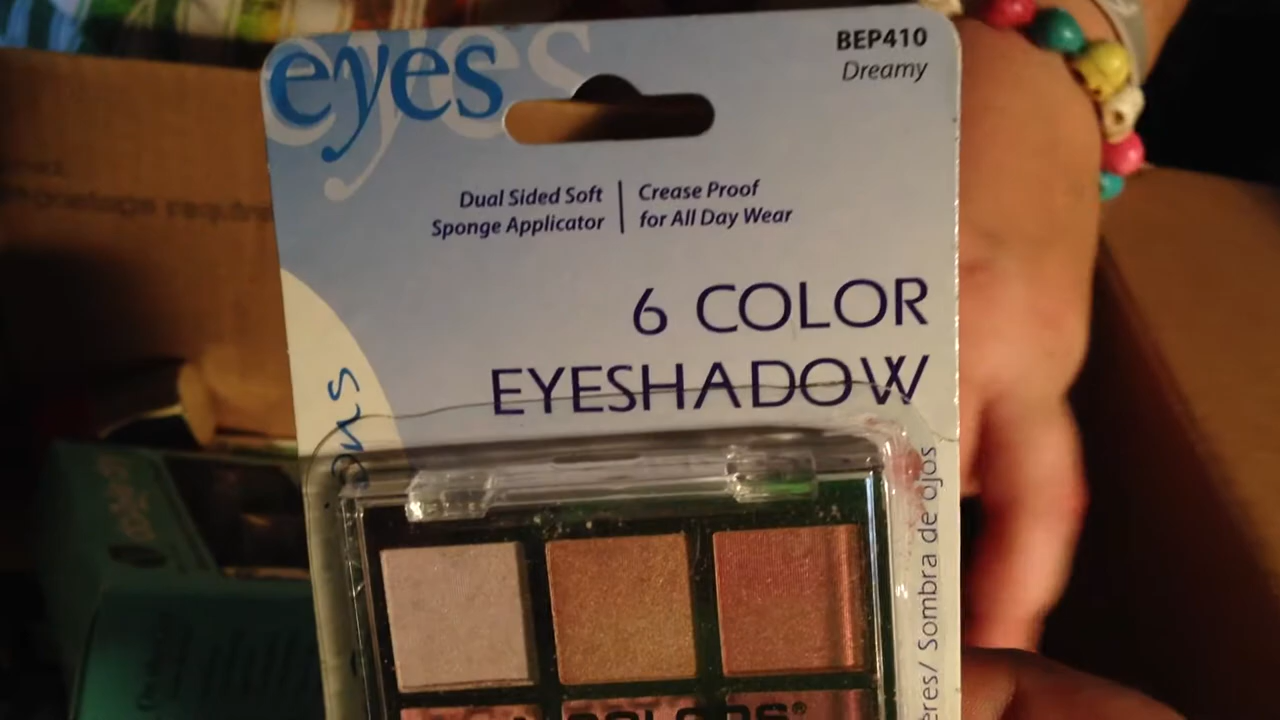 eyes
BEP410
Dreamy
Dual Sided Soft
Sponge Applicator
Crease Proof
for All Day Wear
6 COLOR
EYESHADOW
Sombra de ojos